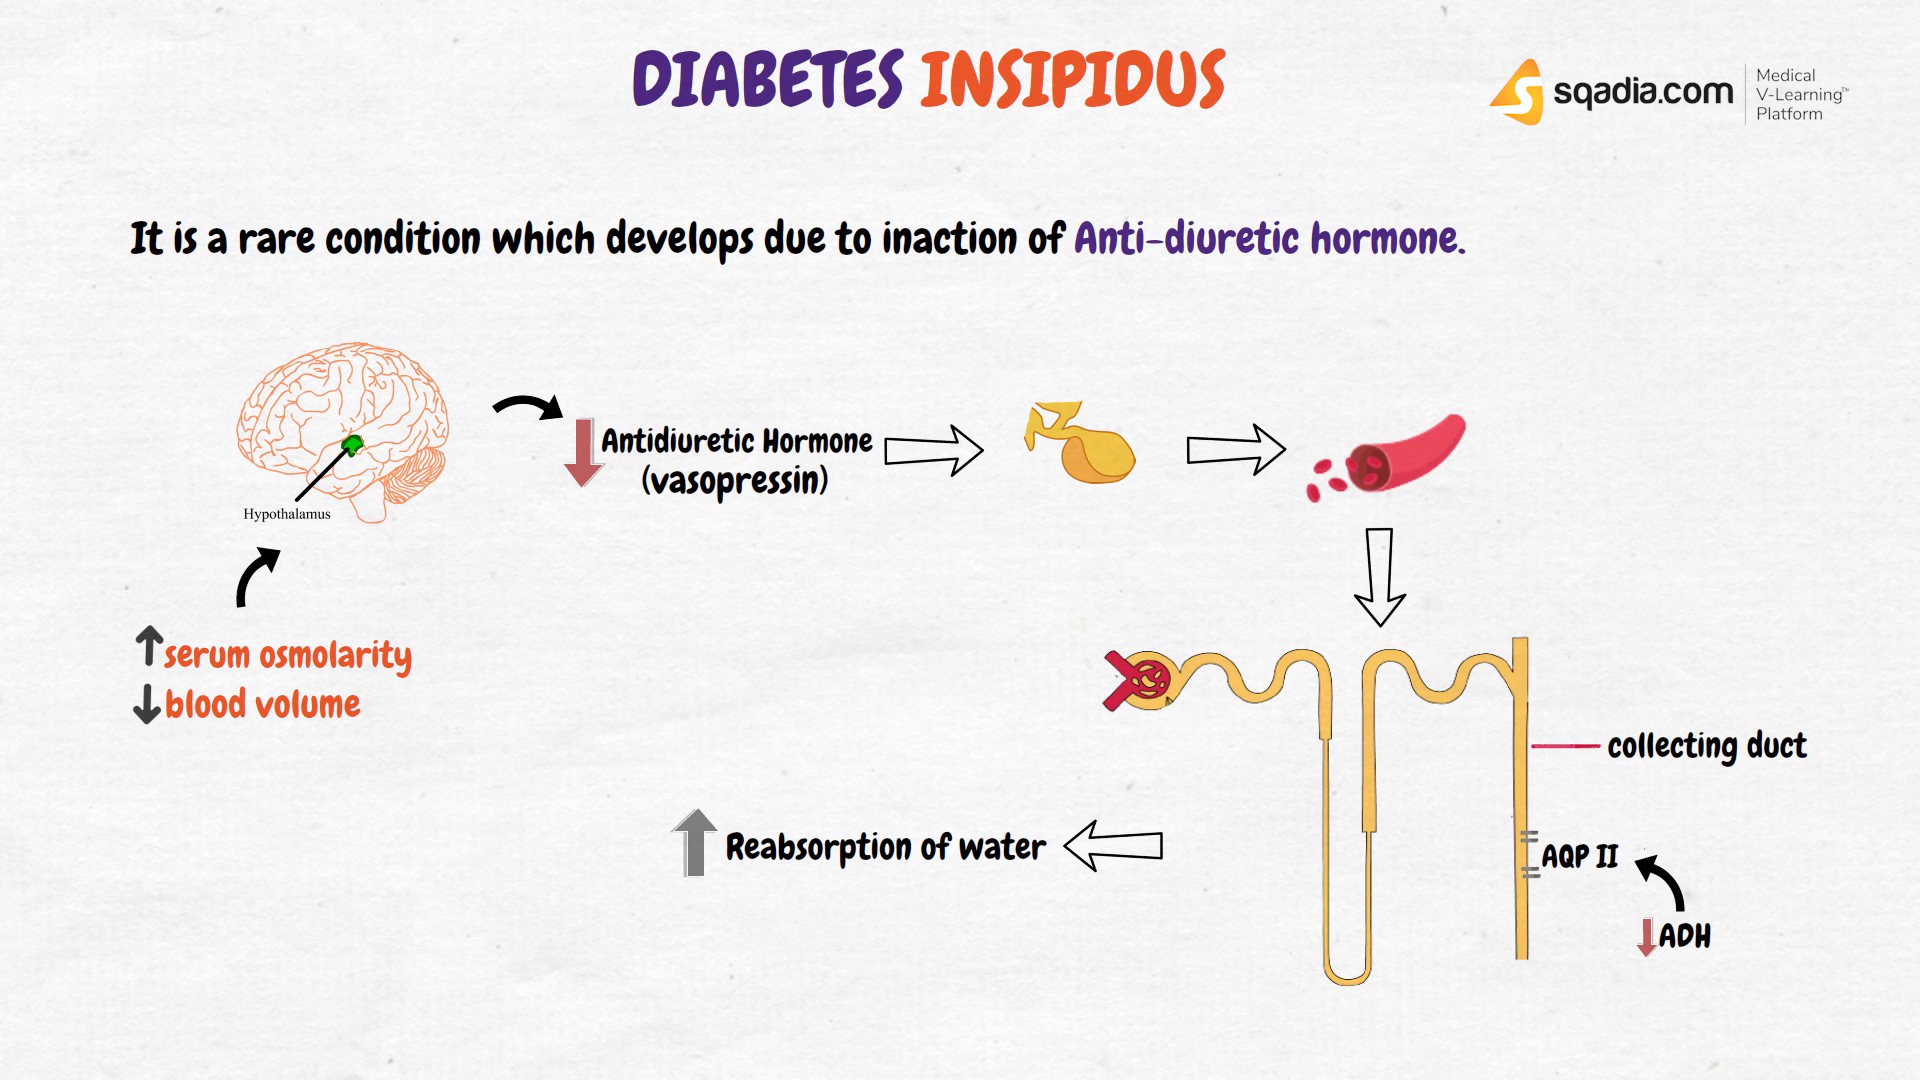 DIABETES INSIPIDUS
sqadia.com
Medical
V-Learning™
Platform
It is a rare condition which develops due to inaction of Anti-diuretic hormone.
Antidiuretic Hormone
(vasopressin)
Hypothalamus
serum osmolarity
blood volume
collecting duct
Reabsorption of water
AQP II
ADH